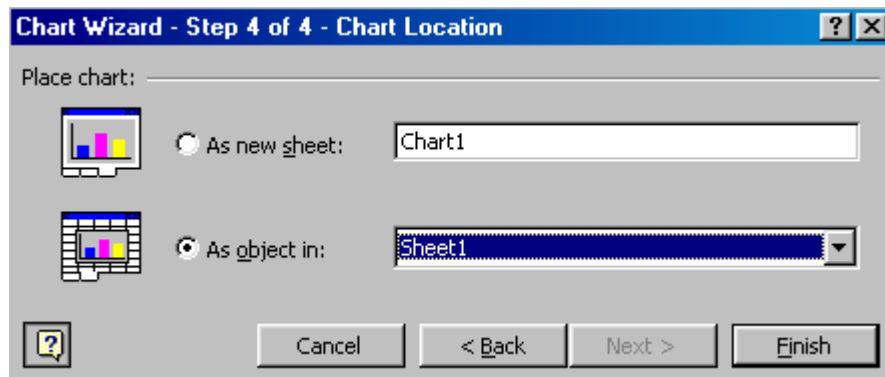 Chart Wizard - Step 4 of 4 - Chart Location
Place chart:
As new sheet: Chart1
As object in: Sheet1
Cancel < Back Next > Finish